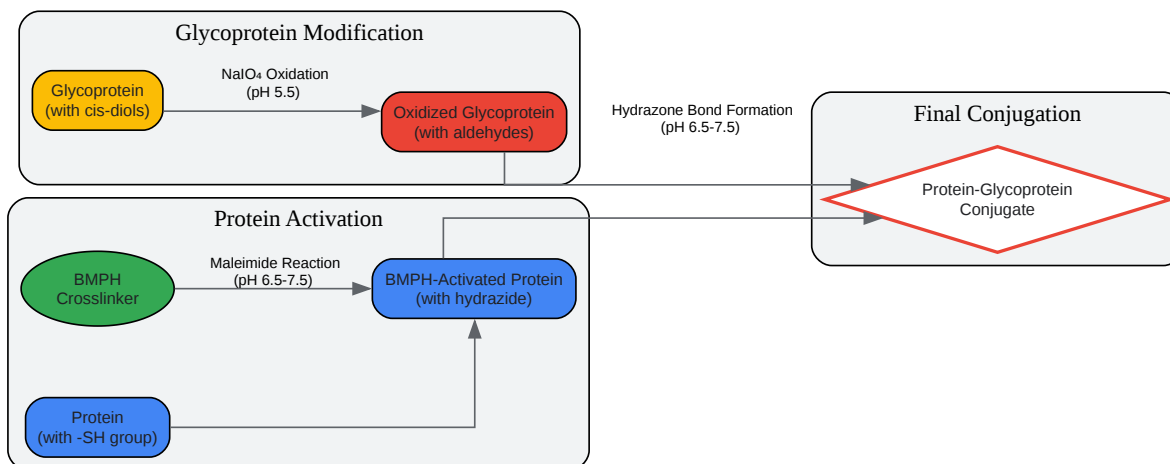 Glycoprotein Modification
Glycoprotein
(with cis-diols)
NaIO₄ Oxidation
(pH 5.5)
Oxidized Glycoprotein
(with aldehydes)
Hydrazone Bond Formation
(pH 6.5-7.5)
Final Conjugation
Protein-Glycoprotein
Conjugate
Protein Activation
BMPH
Crosslinker
Maleimide Reaction
(pH 6.5-7.5)
BMPH-Activated Protein
(with hydrazide)
Protein
(with -SH group)